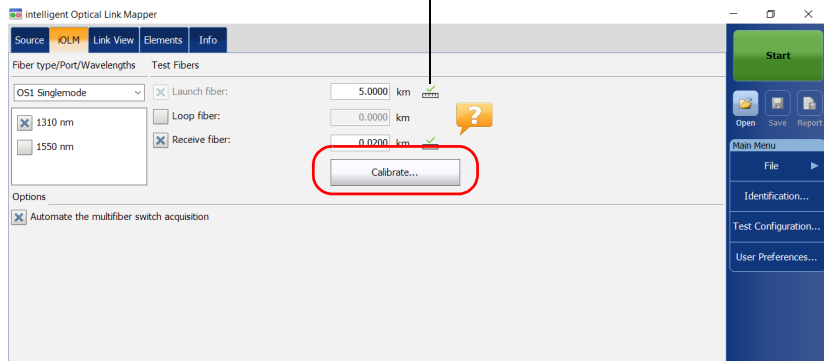 intelligent Optical Link Mapper
Source iOLM Link View Elements Info
Fiber type/Port/Wavelengths Test Fibers
OS1 Singlemode
Launch fiber: 5.0000 km
1310 nm
Loop fiber: 0.0000 km
1550 nm
Receive fiber: 0.0200 km
Calibrate...
Options
Automate the multifiber switch acquisition
?
Start
Open Save Report
Main Menu
File
Identification...
Test Configuration...
User Preferences...